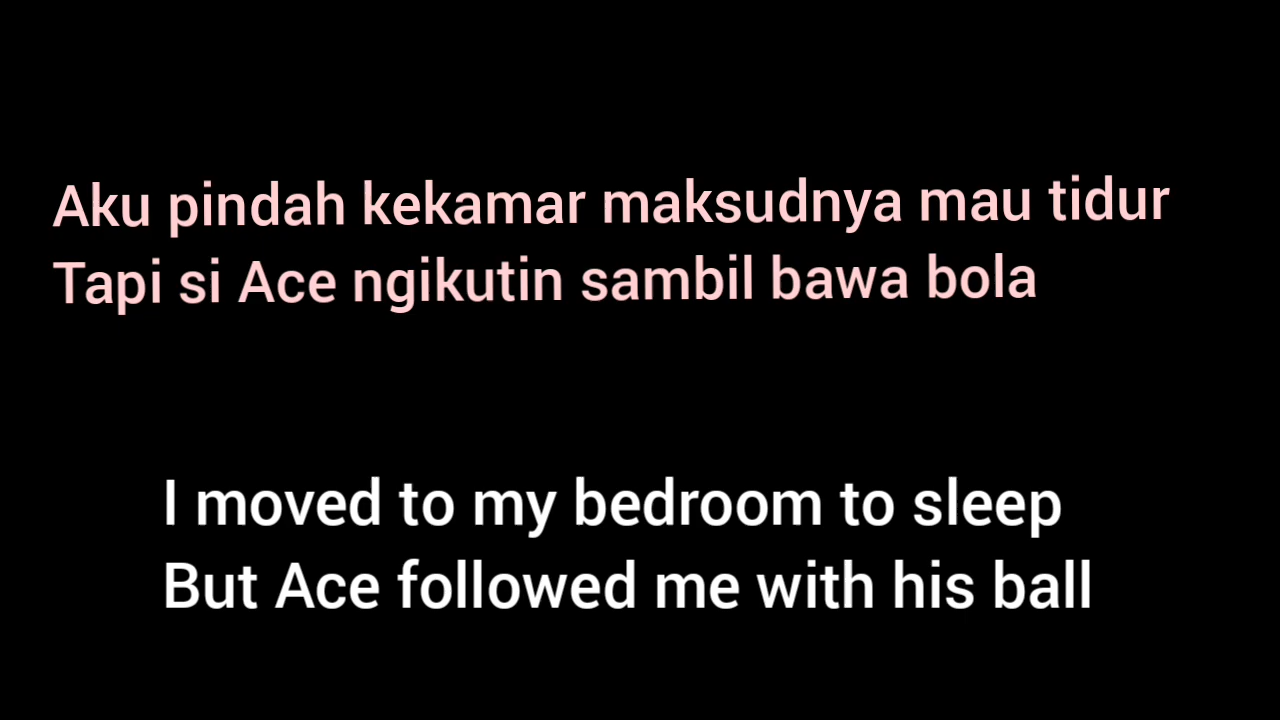 Aku pindah kekamar maksudnya mau tidur
Tapi si Ace ngikutin sambil bawa bola
I moved to my bedroom to sleep
But Ace followed me with his ball